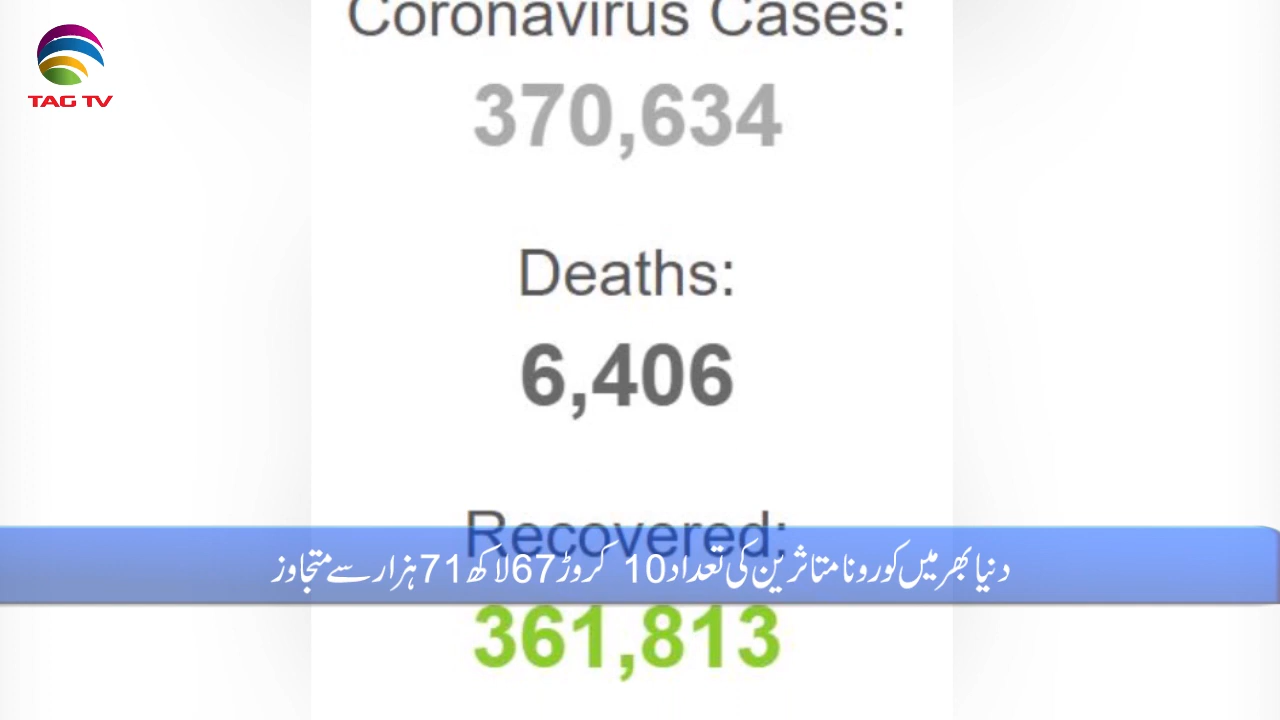 TAG TV
Coronavirus Cases:
370,634
Deaths:
6,406
Recovered:
دنیا بھر میں کورونا متاثرین کی تعداد 10 کروڑ 67 لاکھ 71 ہزار سے متجاوز
361,813